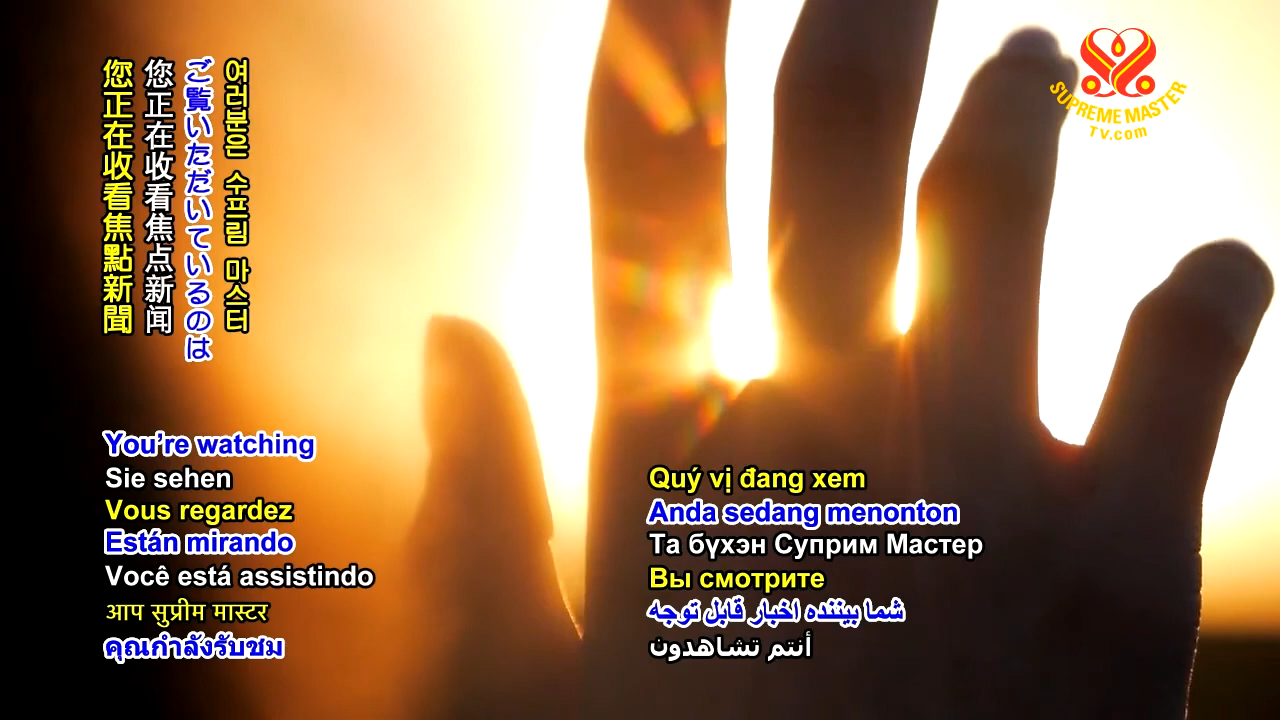 您正在收看焦點新聞
您正在收看焦点新闻
ご覧いただいているのは
여러분은 수프림 마스터
SUPREME MASTER
TV.com
You’re watching
Sie sehen
Vous regardez
Están mirando
Você está assistindo
आप सुप्रीम मास्टर
คุณกำลังรับชม
Quý vị đang xem
Anda sedang menonton
Та бүхэн Суприм Мастер
Вы смотрите
شما بیننده اخبار قابل توجه
أنتم تشاهدون